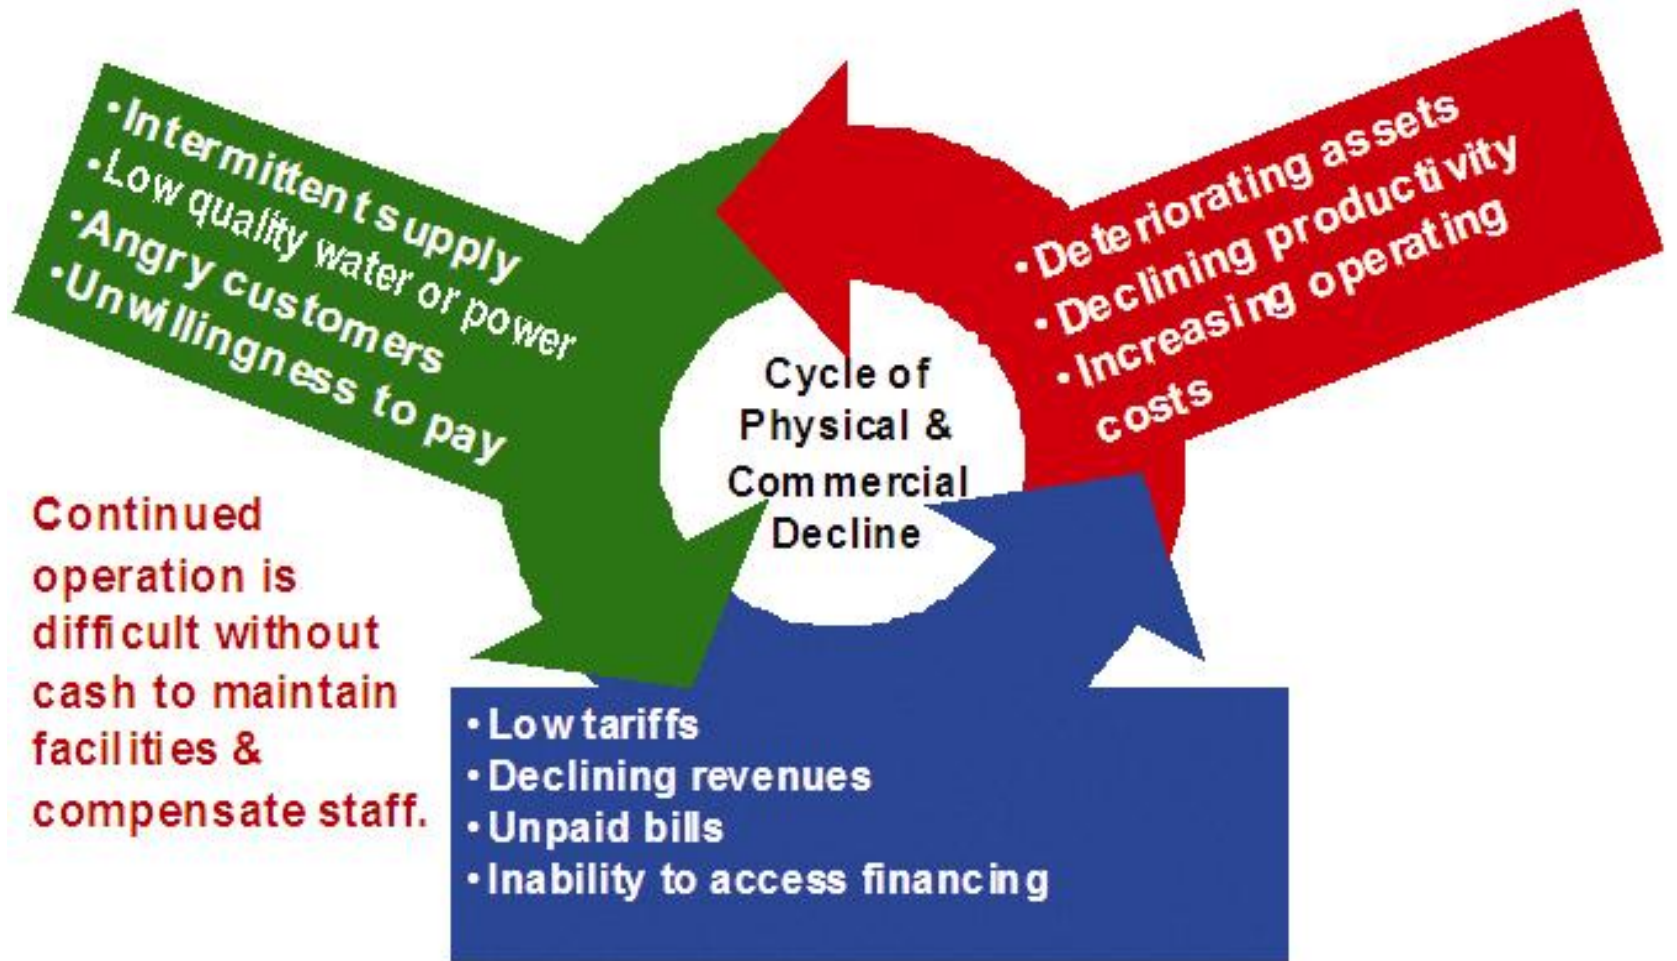 •Intermittent supply
•Low quality water or power
•Angry customers
•Unwillingness to pay
• Deteriorating assets
• Declining productivity
• Increasing operating
costs
Cycle of
Physical &
Commercial
Decline
Continued
operation is
difficult without
cash to maintain
facilities &
compensate staff.
• Low tariffs
• Declining revenues
• Unpaid bills
• Inability to access financing